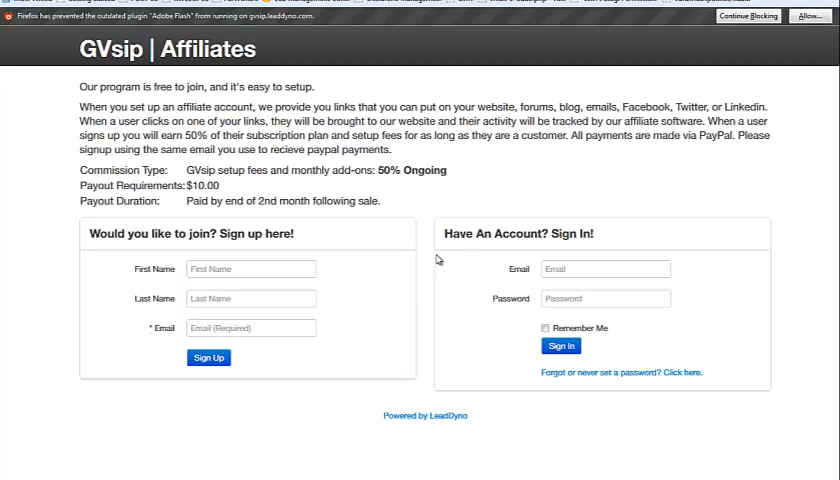 Firefox has prevented the outdated plugin "Adobe Flash" from running on gvsip.leaddyno.com.
Continue Blocking
Allow...
GVsip | Affiliates
Our program is free to join, and it's easy to setup.
When you set up an affiliate account, we provide you links that you can put on your website, forums, blog, emails, Facebook, Twitter, or Linkedin.
When a user clicks on one of your links, they will be brought to our website and their activity will be tracked by our affiliate software. When a user
signs up you will earn 50% of their subscription plan and setup fees for as long as they are a customer. All payments are made via PayPal. Please
signup using the same email you use to recieve paypal payments.
Commission Type: GVsip setup fees and monthly add-ons: 50% Ongoing
Payout Requirements: $10.00
Payout Duration: Paid by end of 2nd month following sale.
Would you like to join? Sign up here!
First Name First Name
Last Name Last Name
* Email Email (Required)
Sign Up
Have An Account? Sign In!
Email Email
Password Password
Remember Me
Sign In
Forgot or never set a password? Click here.
Powered by LeadDyno